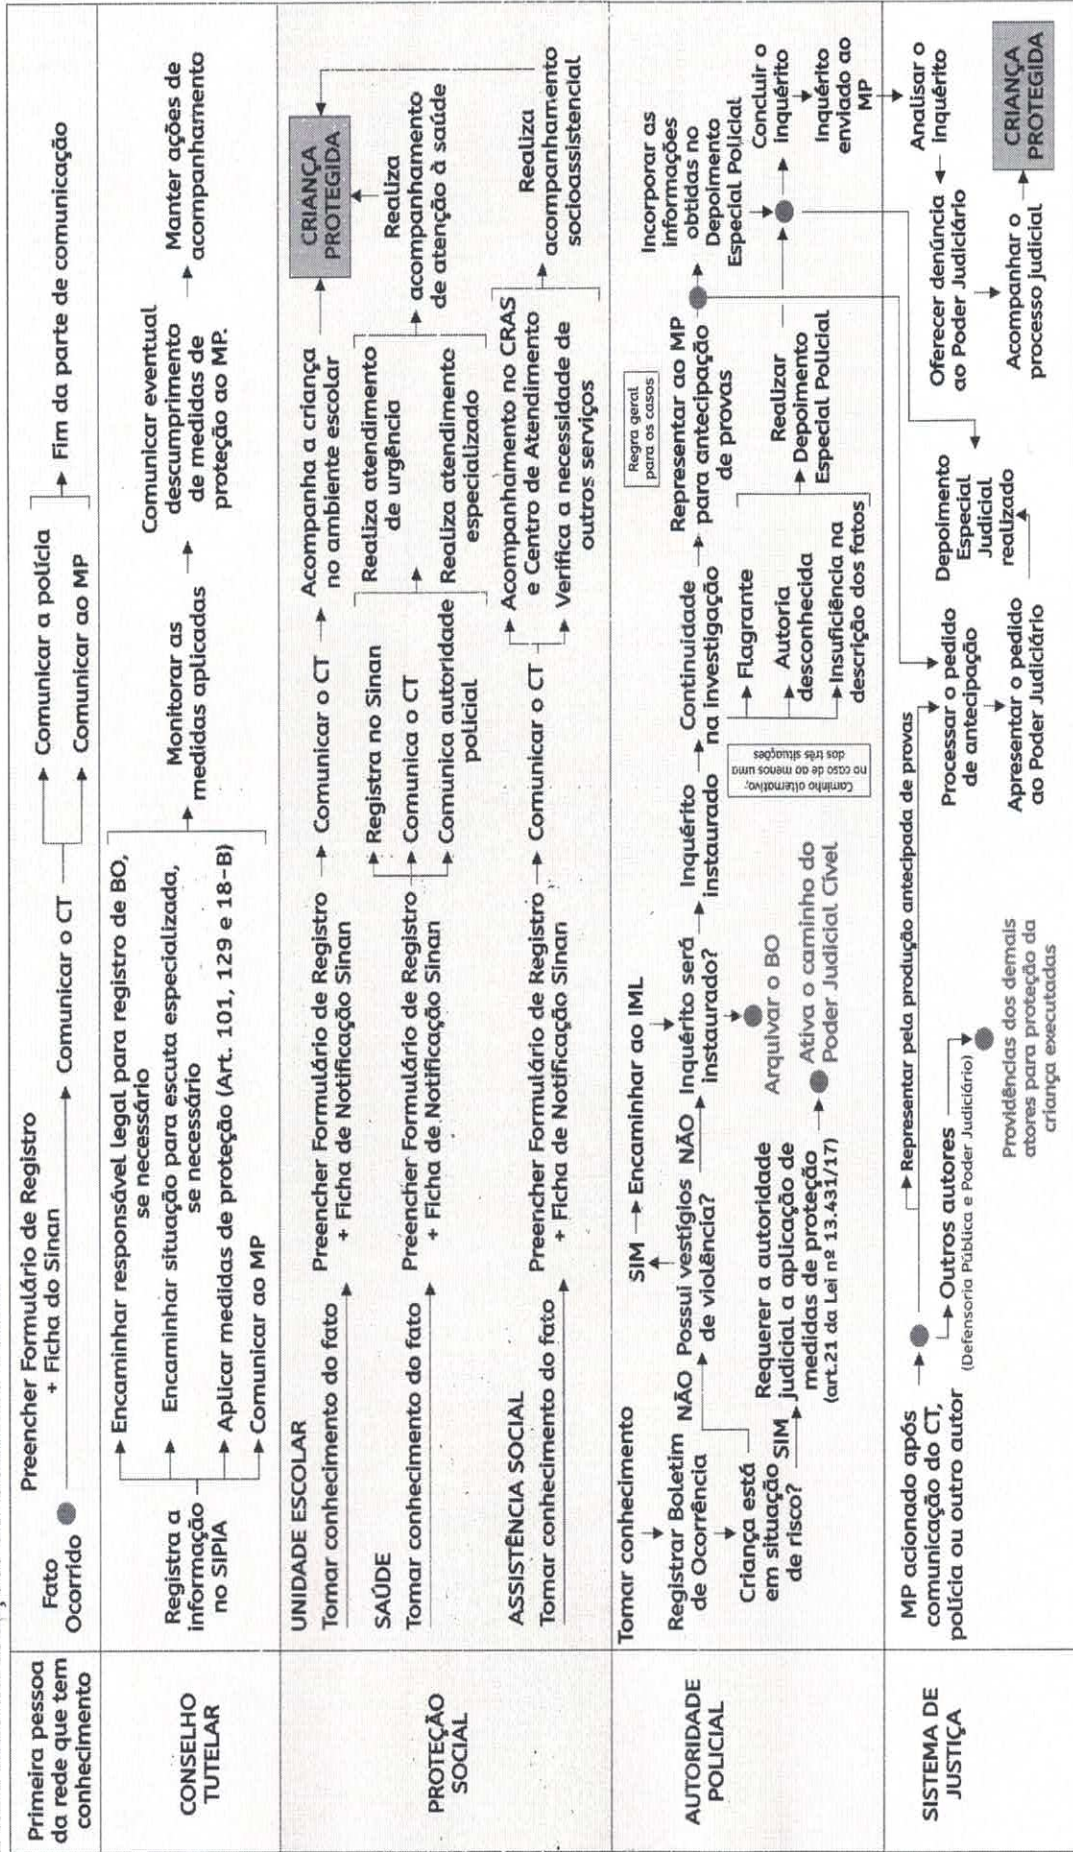 Primeira pessoa
da rede que tem
conhecimento
Fato
Ocorrido
Preencher Formulário de Registro
+ Ficha do Sinan
Comunicar o CT
Comunicar a polícia
Comunicar ao MP
Fim da parte de comunicação
CONSELHO
TUTELAR
Registra a
informação
no SIPIA
Encaminhar responsável legal para registro de BO,
se necessário
Encaminhar situação para escuta especializada,
se necessário
Aplicar medidas de proteção (Art. 101, 129 e 18-B)
Comunicar ao MP
Monitorar as
medidas aplicadas
Comunicar eventual
descumprimento
de medidas de
proteção ao MP.
Manter ações de
acompanhamento
PROTEÇÃO
SOCIAL
UNIDADE ESCOLAR
Tomar conhecimento do fato
Preencher Formulário de Registro
+ Ficha de Notificação Sinan
Comunicar o CT
Acompanha a criança
no ambiente escolar
CRIANÇA
PROTEGIDA
SAÚDE
Tomar conhecimento do fato
Preencher Formulário de Registro
+ Ficha de Notificação Sinan
Registra no Sinan
Comunica o CT
Comunica autoridade
policial
Realiza atendimento
de urgência
Realiza atendimento
especializado
Realiza
acompanhamento
de atenção à saúde
ASSISTÊNCIA SOCIAL
Tomar conhecimento do fato
Preencher Formulário de Registro
+ Ficha de Notificação Sinan
Comunicar o CT
Acompanhamento no CRAS
e Centro de Atendimento
Verifica a necessidade de
outros serviços
Realiza
acompanhamento
socioassistencial
AUTORIDADE
POLICIAL
Tomar conhecimento
Registrar Boletim
de Ocorrência
Criança está
em situação
de risco?
NÃO
SIM
Possui vestígios
de violência?
SIM
Encaminhar ao IML
NÃO
Inquérito será
instaurado?
Arquivar o BO
Requerer a autoridade
judicial a aplicação de
medidas de proteção
(art.21 da Lei nº 13.431/17)
Ativa o caminho do
Poder Judicial Cível
Inquérito
instaurado
Continuidade
na investigação
Caminho alternativo,
no caso de ao menos uma
das três situações
Flagrante
Autoria
desconhecida
Insuficiência na
descrição dos fatos
Regra geral
para os casos
Representar ao MP
para antecipação
de provas
Realizar
Depoimento
Especial Policial
Incorporar as
informações
obtidas no
Depoimento
Especial Policial
Concluir o
inquérito
Inquérito
enviado ao
MP
SISTEMA DE
JUSTIÇA
MP acionado após
comunicação do CT,
polícia ou outro autor
Representar pela produção antecipada de provas
Outros autores
(Defensoria Pública e Poder Judiciário)
Providências dos demais
atores para proteção da
criança executadas
Processar o pedido
de antecipação
Apresentar o pedido
ao Poder Judiciário
Depoimento
Especial
Judicial
realizado
Analisar o
inquérito
Oferecer denúncia
ao Poder Judiciário
Acompanhar o
processo judicial
CRIANÇA
PROTEGIDA